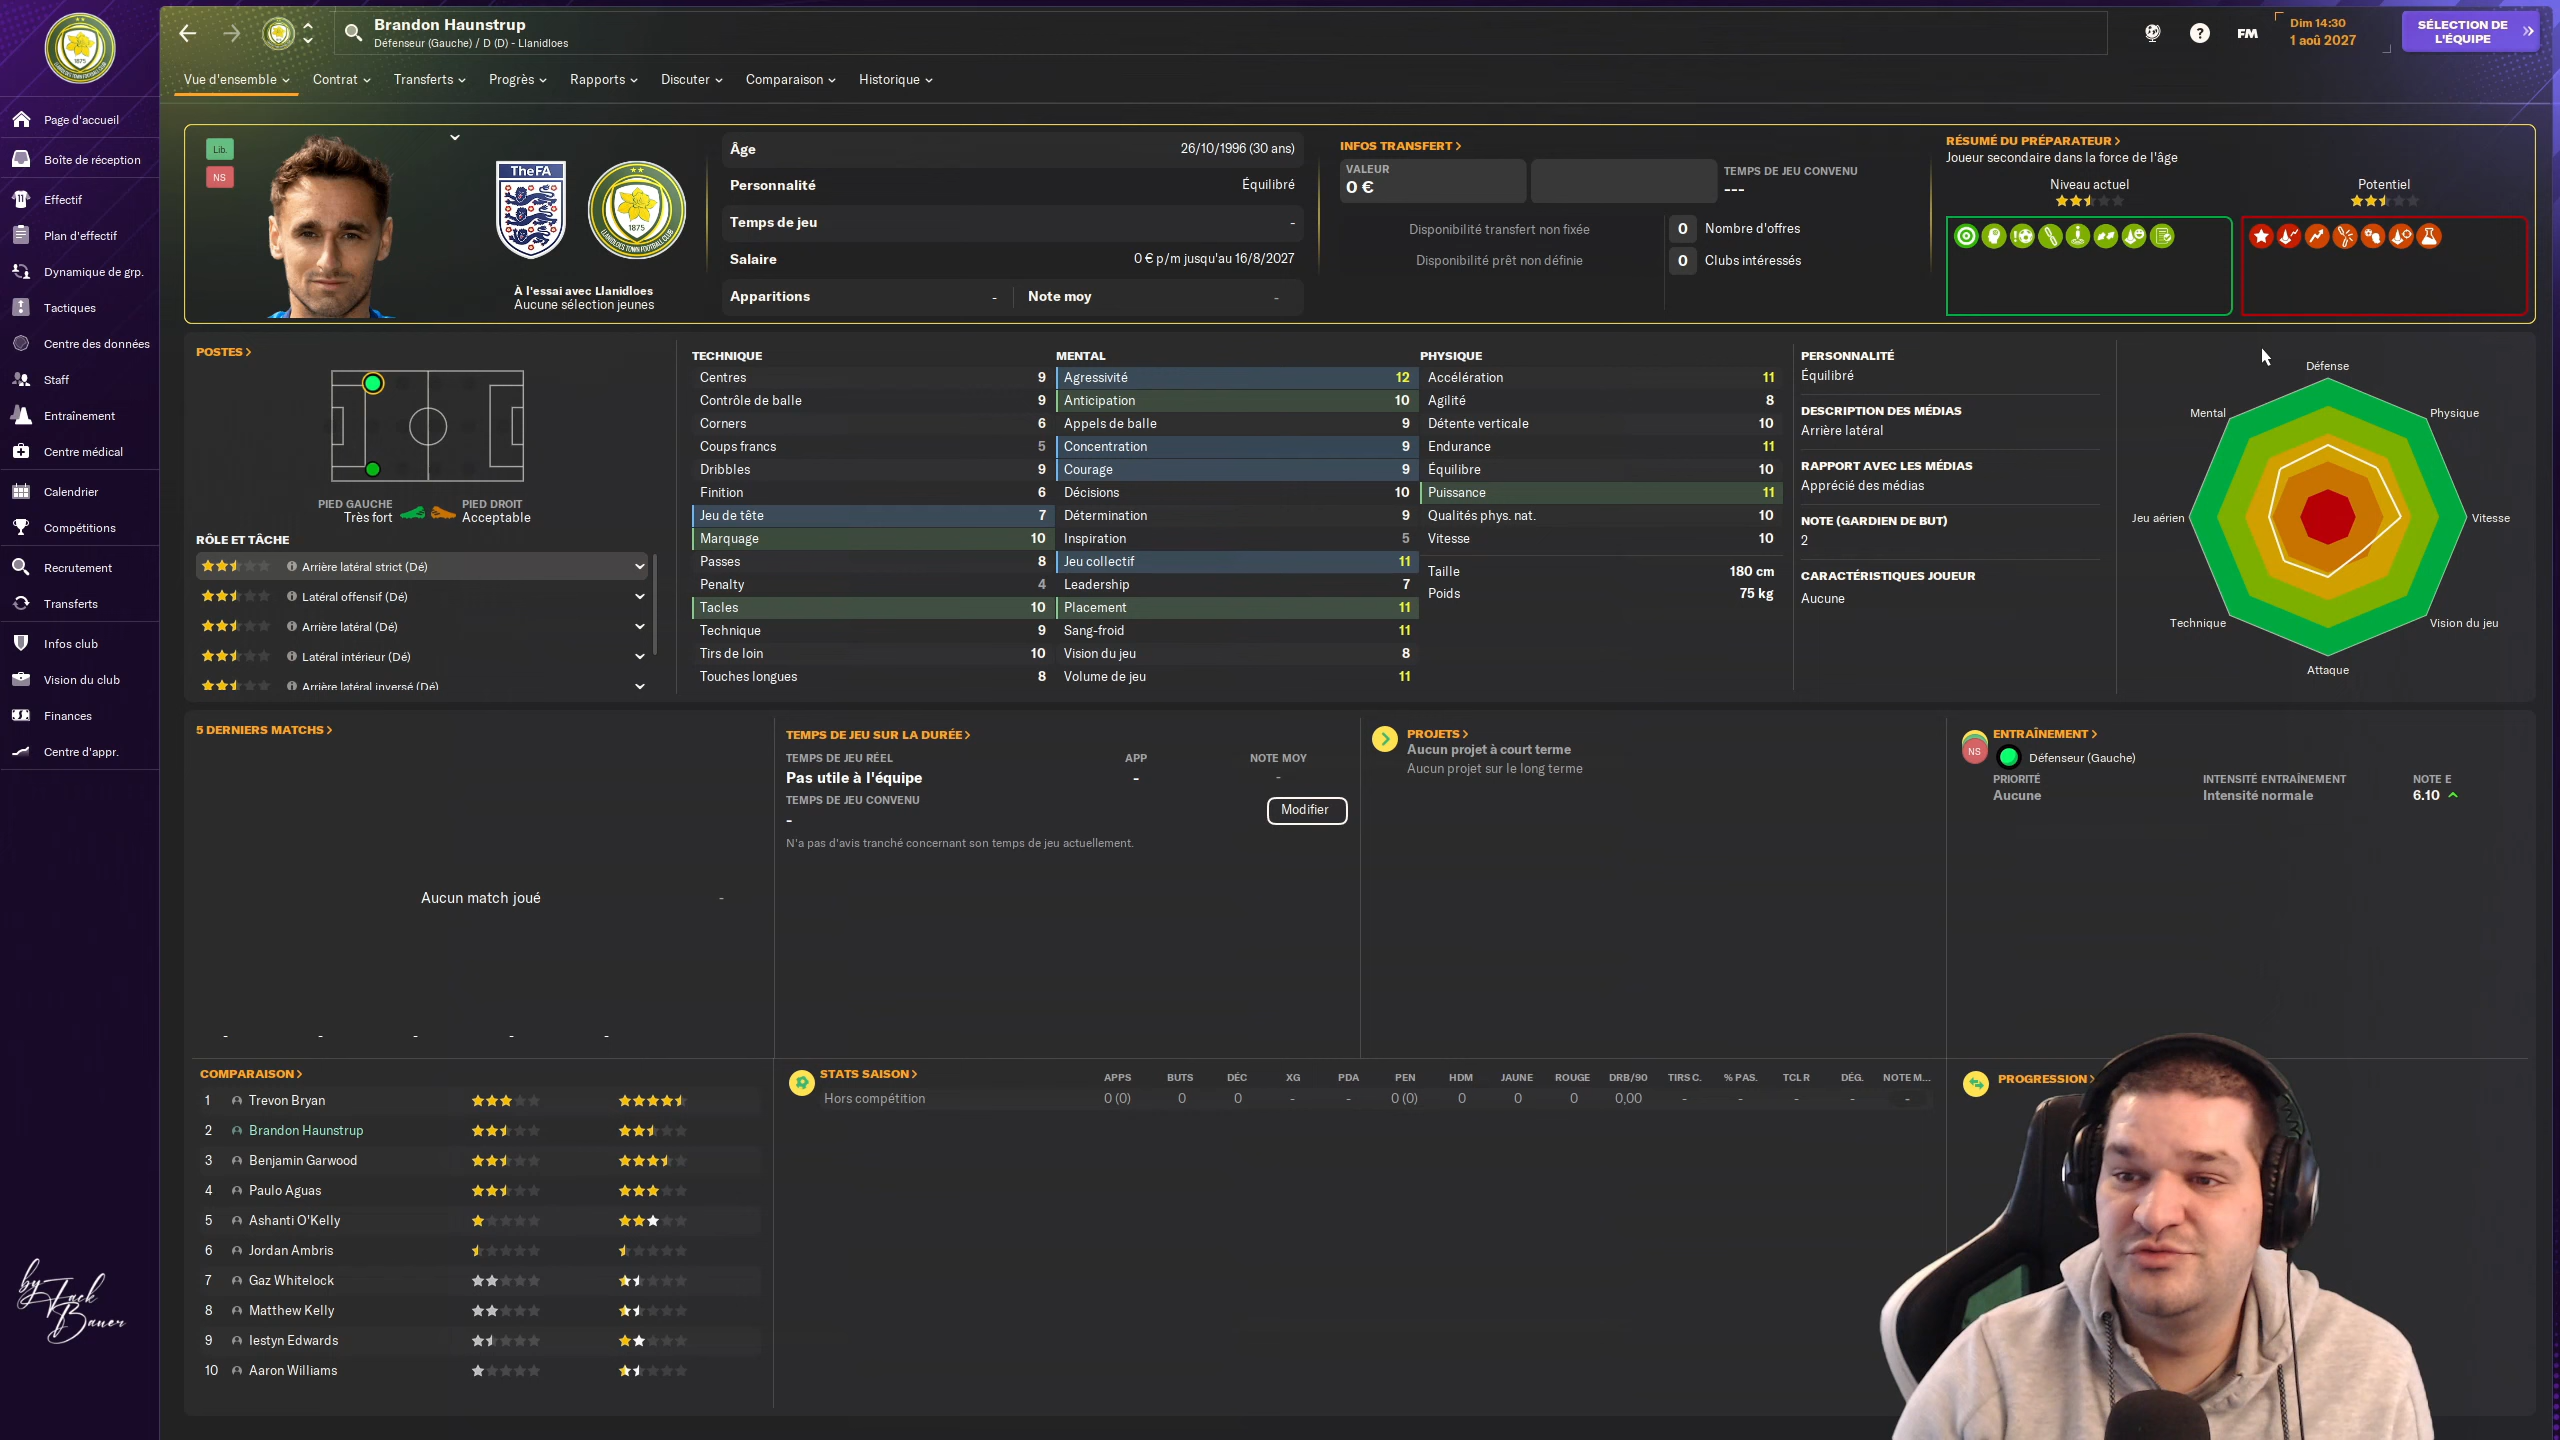 Brandon Haunstrup
Défenseur (Gauche) / D (D) - Llanidloes
FM
Dim 14:30
1 aoû 2027
SÉLECTION DE
L'ÉQUIPE
1875
Vue d'ensemble
Contrat
Transferts
Progrès
Rapports
Discuter
Comparaison
Historique
Page d'accueil
Boîte de réception
Effectif
Plan d'effectif
Dynamique de grp.
Tactiques
Centre des données
Staff
Entraînement
Centre médical
Calendrier
Compétitions
Recrutement
Transferts
Infos club
Vision du club
Finances
Centre d'appr.
by Jack
Bauer
Lib.
NS
TheFA
LLANIDLOES TOWN FOOTBALL CLUB
1875
À l'essai avec Llanidloes
Aucune sélection jeunes
Âge 26/10/1996 (30 ans)
Personnalité Équilibré
Temps de jeu -
Salaire 0 € p/m jusqu'au 16/8/2027
Apparitions - Note moy -
INFOS TRANSFERT
VALEUR
0 €
TEMPS DE JEU CONVENU
---
Disponibilité transfert non fixée
Disponibilité prêt non définie
0 Nombre d'offres
0 Clubs intéressés
RÉSUMÉ DU PRÉPARATEUR
Joueur secondaire dans la force de l'âge
Niveau actuel
Potentiel
POSTES
PIED GAUCHE
Très fort
PIED DROIT
Acceptable
RÔLE ET TÂCHE
Arrière latéral strict (Dé)
Latéral offensif (Dé)
Arrière latéral (Dé)
Latéral intérieur (Dé)
Arrière latéral inversé (Dé)
TECHNIQUE
Centres 9
Contrôle de balle 9
Corners 6
Coups francs 5
Dribbles 9
Finition 6
Jeu de tête 7
Marquage 10
Passes 8
Penalty 4
Tacles 10
Technique 9
Tirs de loin 10
Touches longues 8
MENTAL
Agressivité 12
Anticipation 10
Appels de balle 9
Concentration 9
Courage 9
Décisions 10
Détermination 9
Inspiration 5
Jeu collectif 11
Leadership 7
Placement 11
Sang-froid 11
Vision du jeu 8
Volume de jeu 11
PHYSIQUE
Accélération 11
Agilité 8
Détente verticale 10
Endurance 11
Équilibre 10
Puissance 11
Qualités phys. nat. 10
Vitesse 10
Taille 180 cm
Poids 75 kg
PERSONNALITÉ
Équilibré
DESCRIPTION DES MÉDIAS
Arrière latéral
RAPPORT AVEC LES MÉDIAS
Apprécié des médias
NOTE (GARDIEN DE BUT)
2
CARACTÉRISTIQUES JOUEUR
Aucune
Défense
Mental
Physique
Jeu aérien
Vitesse
Technique
Vision du jeu
Attaque
5 DERNIERS MATCHS
Aucun match joué -
- - - - -
TEMPS DE JEU SUR LA DURÉE
TEMPS DE JEU RÉEL APP NOTE MOY
Pas utile à l'équipe - -
TEMPS DE JEU CONVENU
-
Modifier
N'a pas d'avis tranché concernant son temps de jeu actuellement.
PROJETS
Aucun projet à court terme
Aucun projet sur le long terme
ENTRAÎNEMENT
NS
Défenseur (Gauche)
PRIORITÉ INTENSITÉ ENTRAÎNEMENT NOTE E
Aucune Intensité normale 6.10
COMPARAISON
1 Trevon Bryan
2 Brandon Haunstrup
3 Benjamin Garwood
4 Paulo Aguas
5 Ashanti O'Kelly
6 Jordan Ambris
7 Gaz Whitelock
8 Matthew Kelly
9 Iestyn Edwards
10 Aaron Williams
STATS SAISON APPS BUTS DÉC XG PDA PEN HDM JAUNE ROUGE DRB/90 TIRS C. % PAS. TCL R DÉG. NOTE M...
Hors compétition 0 (0) 0 0 - - 0 (0) 0 0 0 0,00 - - - - -
PROGRESSION